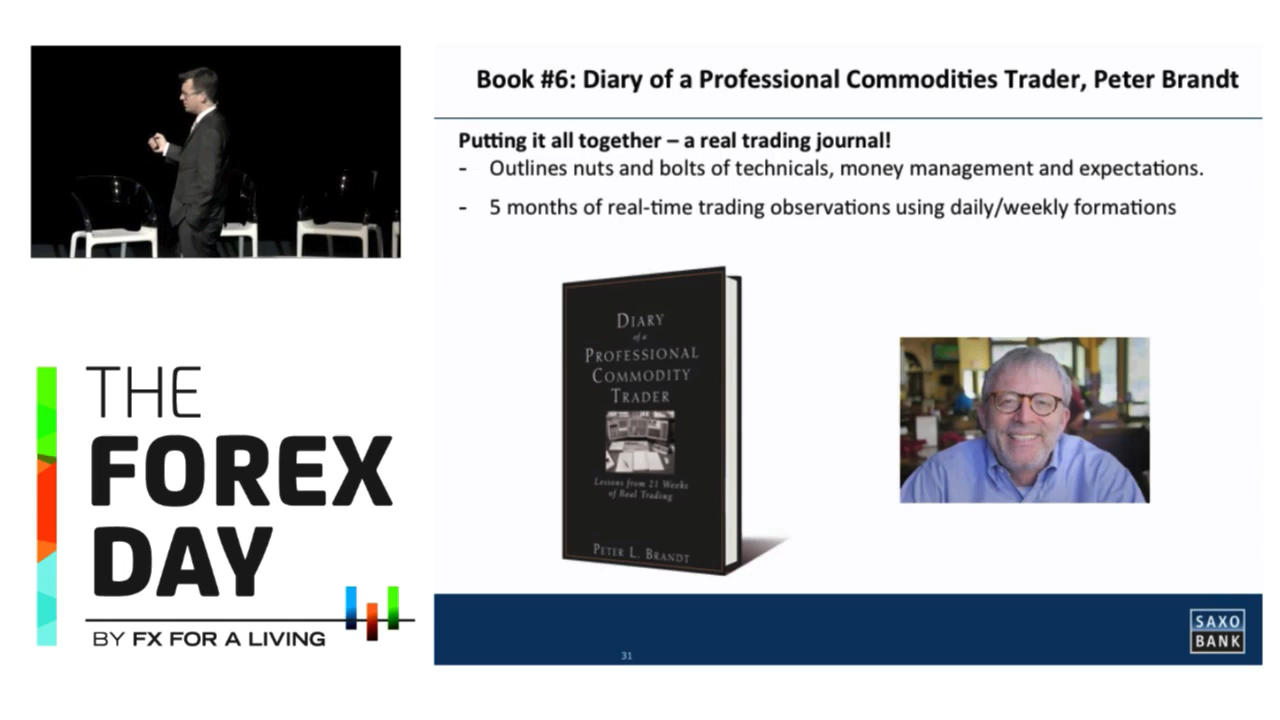 Book #6: Diary of a Professional Commodities Trader, Peter Brandt
Putting it all together – a real trading journal!
- Outlines nuts and bolts of technicals, money management and expectations.
- 5 months of real-time trading observations using daily/weekly formations
DIARY
of a
PROFESSIONAL
COMMODITY
TRADER
Lessons from 21 Weeks
of Real Trading
PETER L. BRANDT
THE
FOREX
DAY
BY FX FOR A LIVING
31
SAXO
BANK